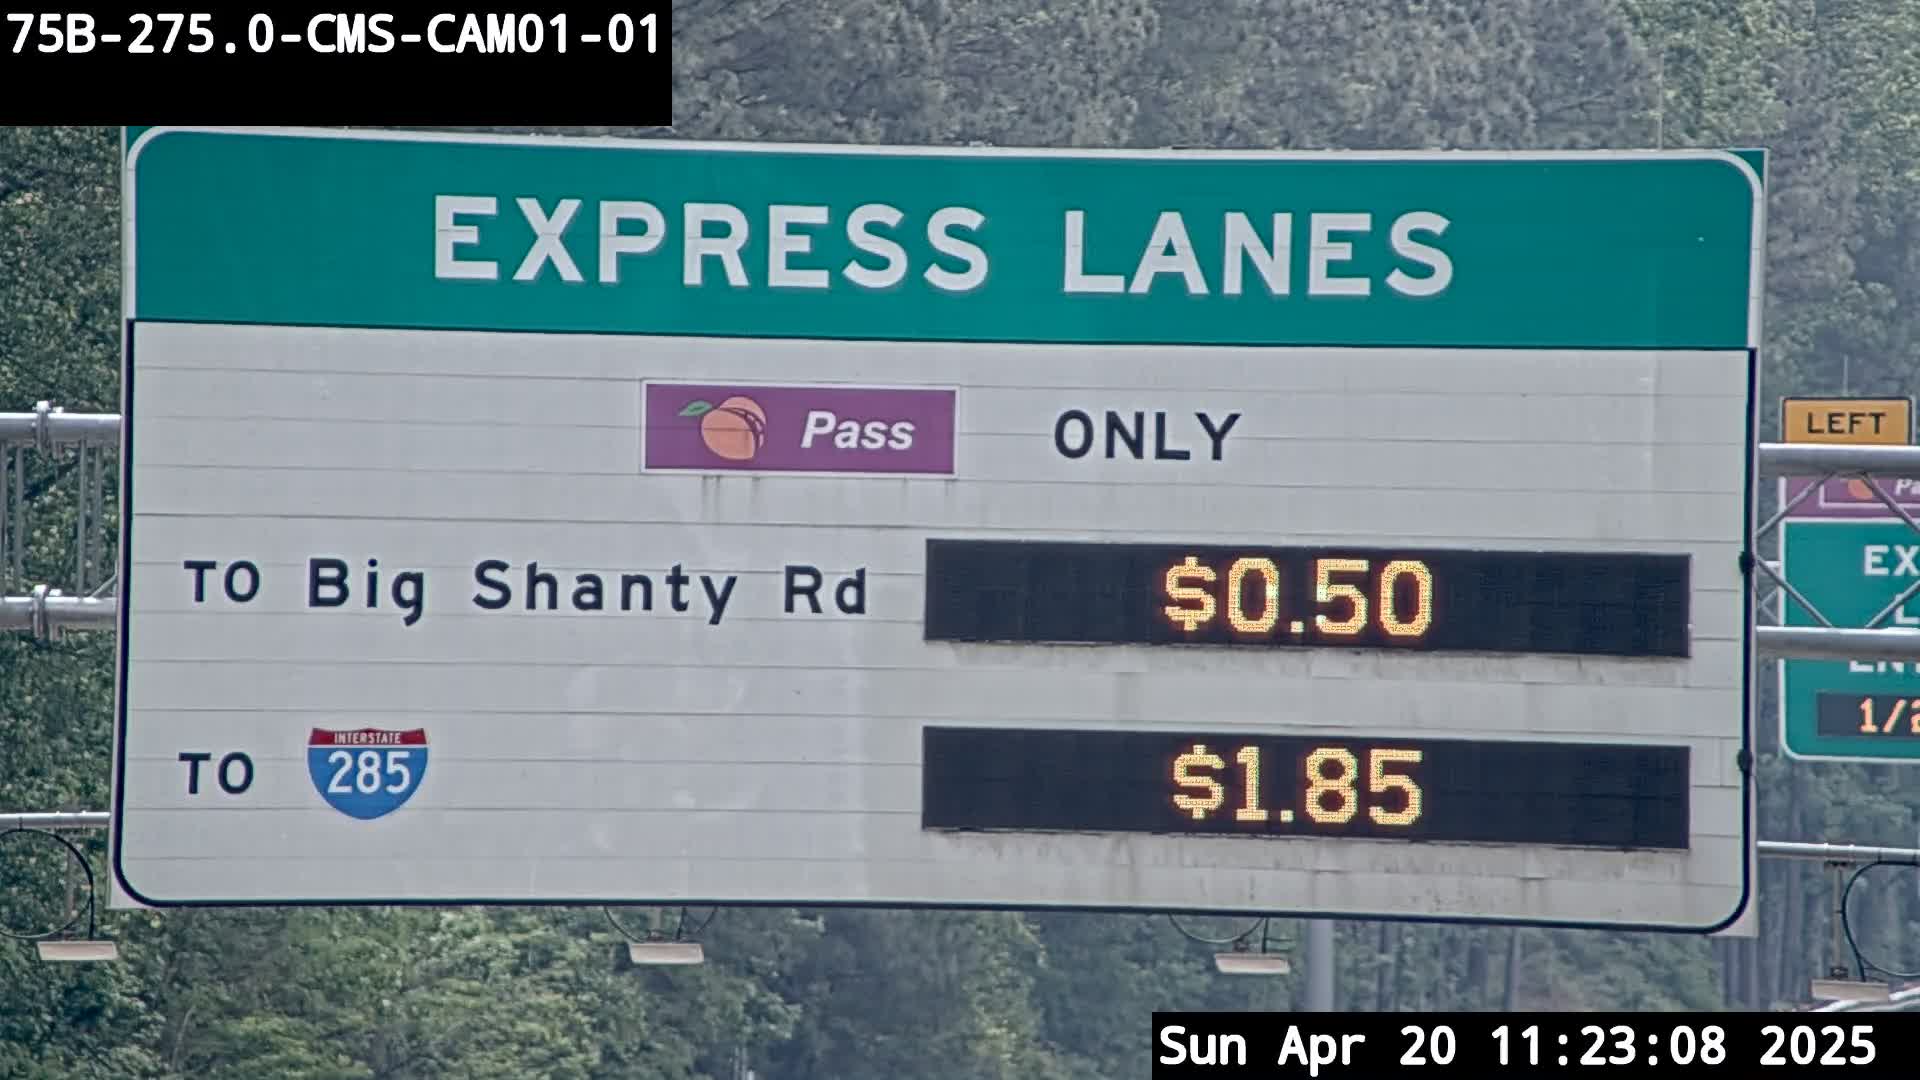 75B-275.0-CMS-CAM01-01
EXPRESS LANES
Pass ONLY
TO Big Shanty Rd $0.50
TO INTERSTATE 285 $1.85
LEFT
Sun Apr 20 11:23:08 2025